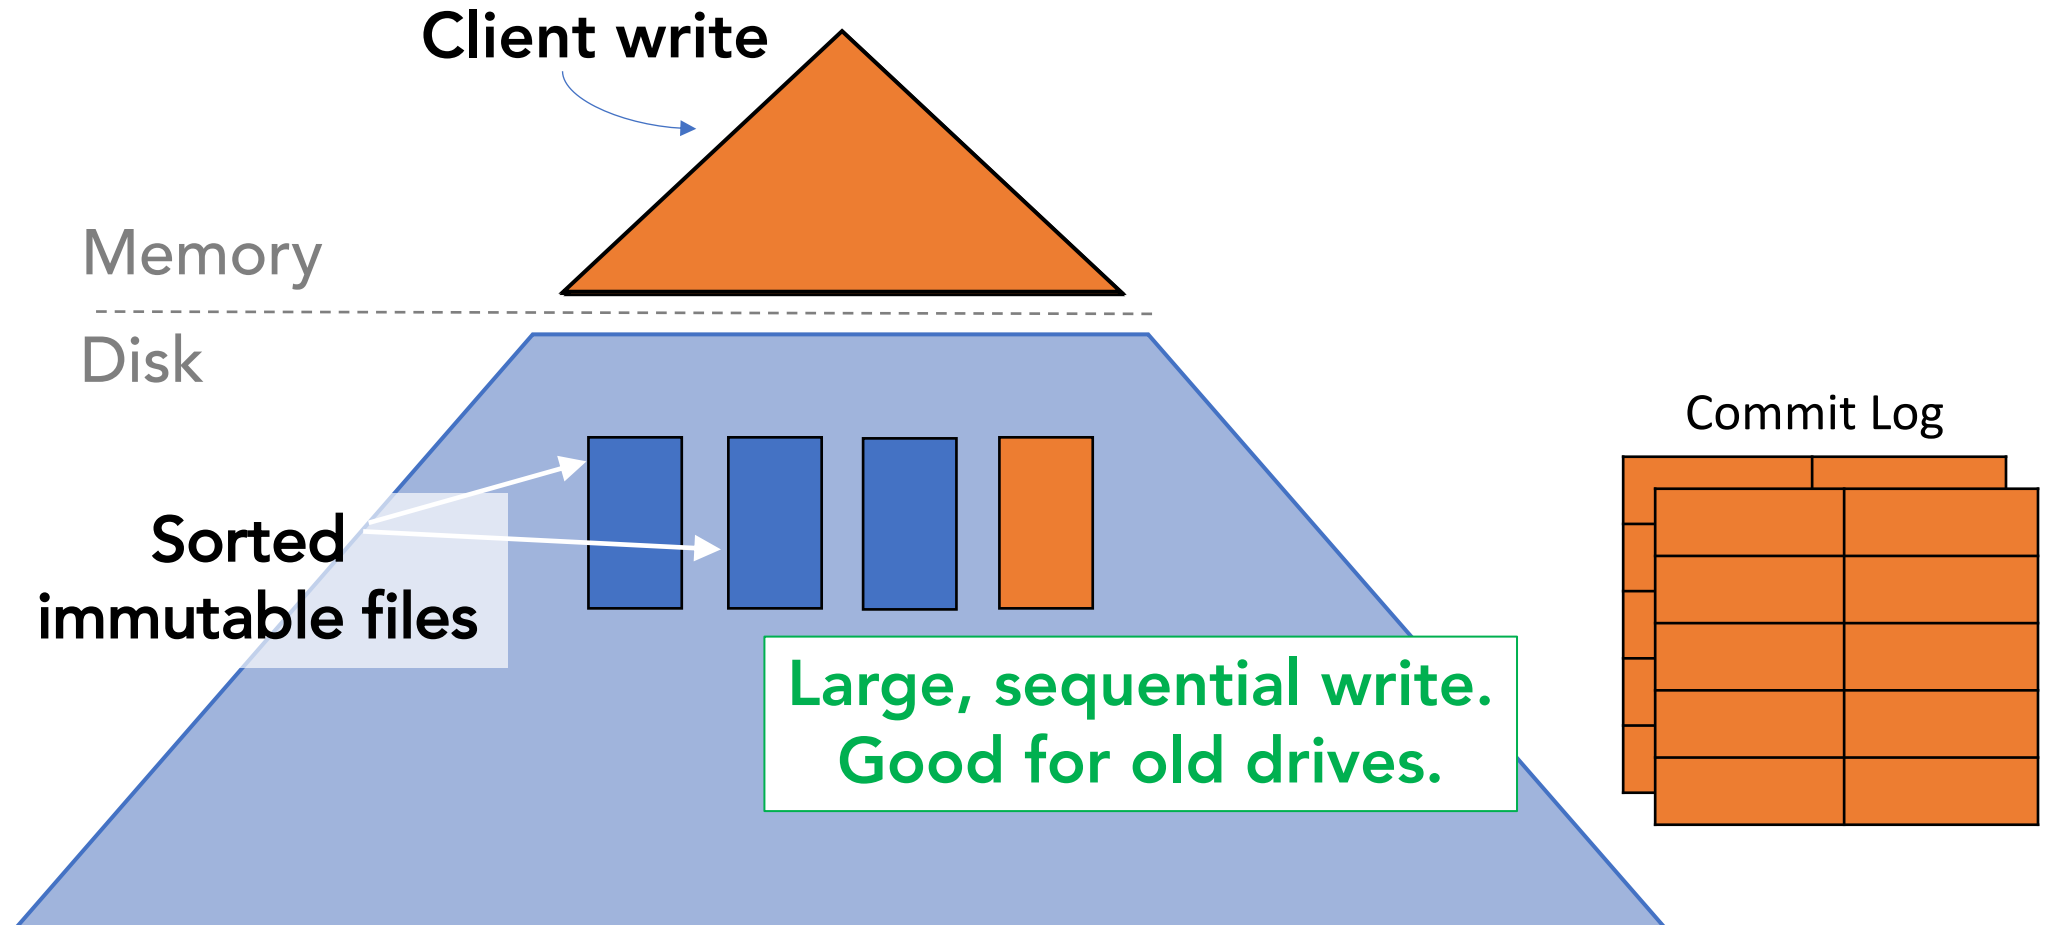 Client write
Memory
Disk
Commit Log
Sorted
immutable files
Large, sequential write.
Good for old drives.